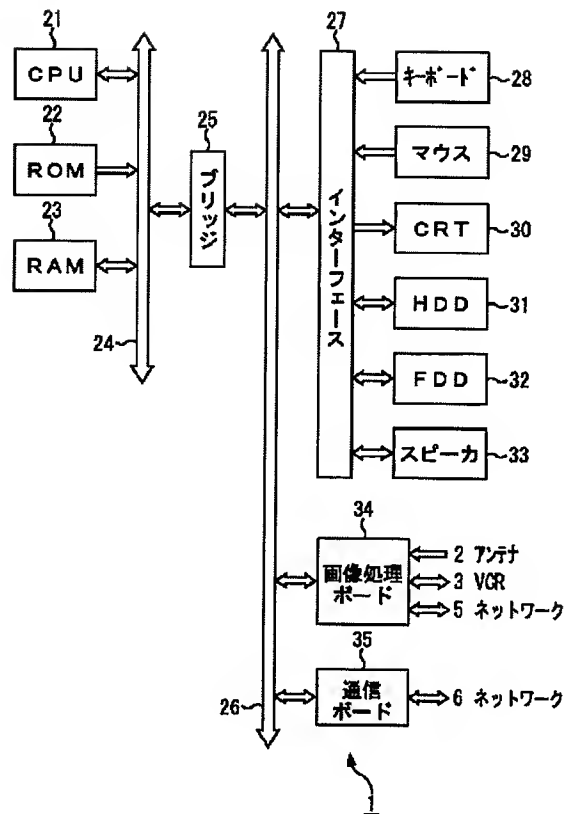 21
CPU
22
ROM
23
RAM
24
25
ブリッジ
26
27
インターフェース
キーボード
28
マウス
29
CRT
30
HDD
31
FDD
32
スピーカ
33
34
画像処理
ボード
2 アンテナ
3 VCR
5 ネットワーク
35
通信
ボード
6 ネットワーク
1